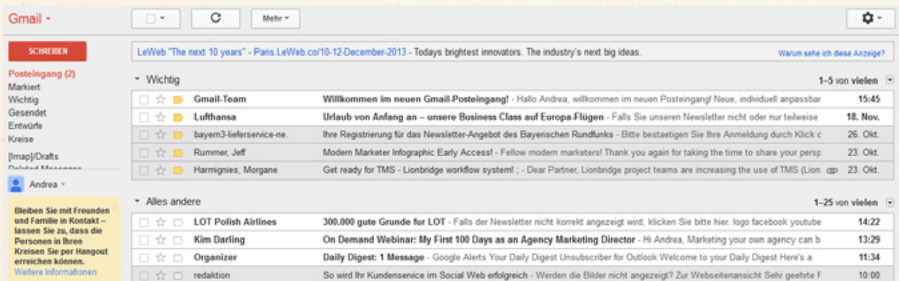 Gmail
Mehr
SCHREIBEN
Posteingang (2)
Markiert
Wichtig
Gesendet
Entwürfe
Kreise
[Imap]/Drafts
Andrea
Bleiben Sie mit Freunden
und Familie in Kontakt –
lassen Sie zu, dass die
Personen in Ihren
Kreisen Sie per Hangout
erreichen können.
Weitere Informationen
LeWeb "The next 10 years" - Paris.LeWeb.co/10-12-December-2013 - Todays brightest innovators. The industry's next big ideas. Warum sehe ich diese Anzeige?
Wichtig 1–5 von vielen
Gmail-Team Willkommen im neuen Gmail-Posteingang! - Hallo Andrea, willkommen im neuen Posteingang! Neue, individuell anpassbar 15:45
Lufthansa Urlaub von Anfang an – unsere Business Class auf Europa-Flügen - Falls Sie unseren Newsletter nicht oder nur teilweise 18. Nov.
bayern3-lieferservice-ne. Ihre Registrierung für das Newsletter-Angebot des Bayerischen Rundfunks - Bitte bestaetigen Sie Ihre Anmeldung durch Klick 26. Okt.
Rummer, Jeff Modern Marketer Infographic Early Access! - Fellow modern marketers! Thank you again for taking the time to share your persp 23. Okt.
Harmignies, Morgane Get ready for TMS - Lionbridge workflow system! ; - Dear Partner, Lionbridge project teams are increasing the use of TMS (Lion 23. Okt.
Alles andere 1–25 von vielen
LOT Polish Airlines 300.000 gute Grunde fur LOT - Falls der Newsletter nicht korrekt angezeigt wird, klicken Sie bitte hier. logo facebook youtube 14:22
Kim Darling On Demand Webinar: My First 100 Days as an Agency Marketing Director - Hi Andrea, Marketing your own agency can b 13:29
Organizer Daily Digest: 1 Message - Google Alerts Your Daily Digest Unsubscriber for Outlook Welcome to your Daily Digest Here's a 11:34
redaktion So wird Ihr Kundenservice im Social Web erfolgreich - Werden die Bilder nicht angezeigt? Zur Webseitenansicht Sehr geehrte F 10:00